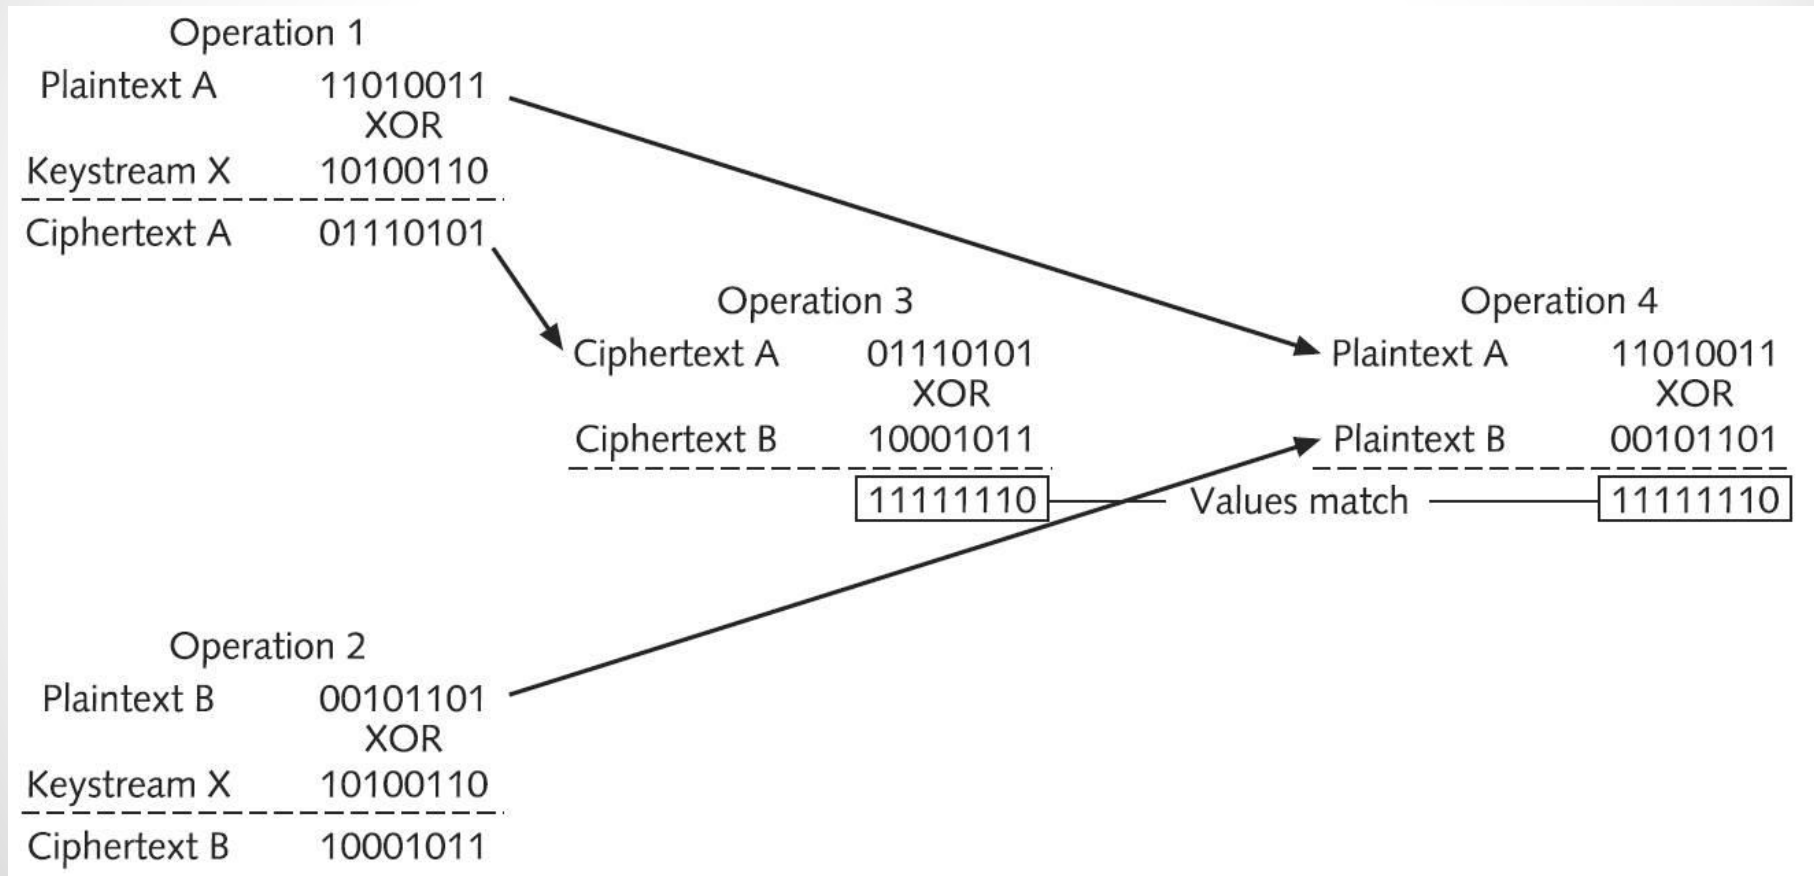 Operation 1
Plaintext A 11010011
XOR
Keystream X 10100110
Ciphertext A 01110101
Operation 3
Ciphertext A 01110101
XOR
Ciphertext B 10001011
11111110
Values match
Operation 4
Plaintext A 11010011
XOR
Plaintext B 00101101
11111110
Operation 2
Plaintext B 00101101
XOR
Keystream X 10100110
Ciphertext B 10001011